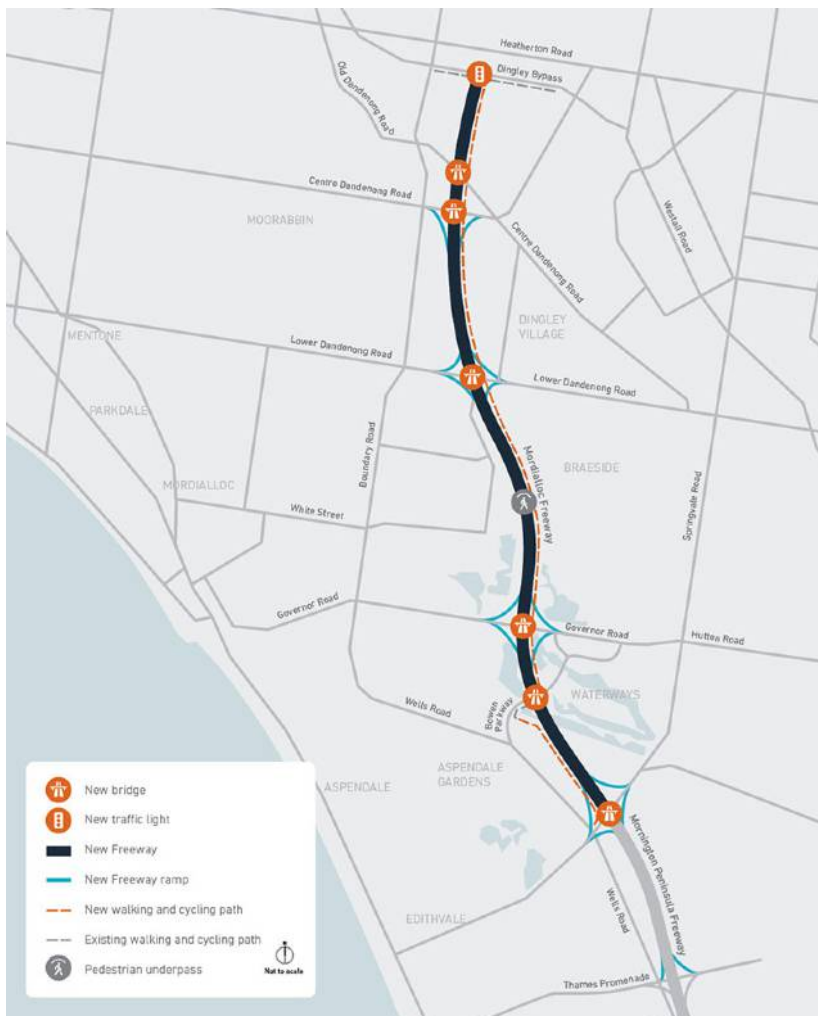 Heatherton Road
Dingley Bypass
Old Dandenong Road
Centre Dandenong Road
MOORABBIN
Westall Road
Centre Dandenong Road
DINGLEY
VILLAGE
MENTONE
Lower Dandenong Road
Lower Dandenong Road
PARKDALE
Boundary Road
Mordialloc Freeway
BRAESIDE
MORDIALLOC
Springvale Road
White Street
Governor Road
Governor Road
Hutton Road
WATERWAYS
Wells Road
Bowen
Parkway
ASPENDALE
GARDENS
ASPENDALE
Mornington Peninsula Freeway
Wells Road
EDITHVALE
Thames Promenade
New bridge
New traffic light
New Freeway
New Freeway ramp
New walking and cycling path
Existing walking and cycling path
Pedestrian underpass
Not to scale